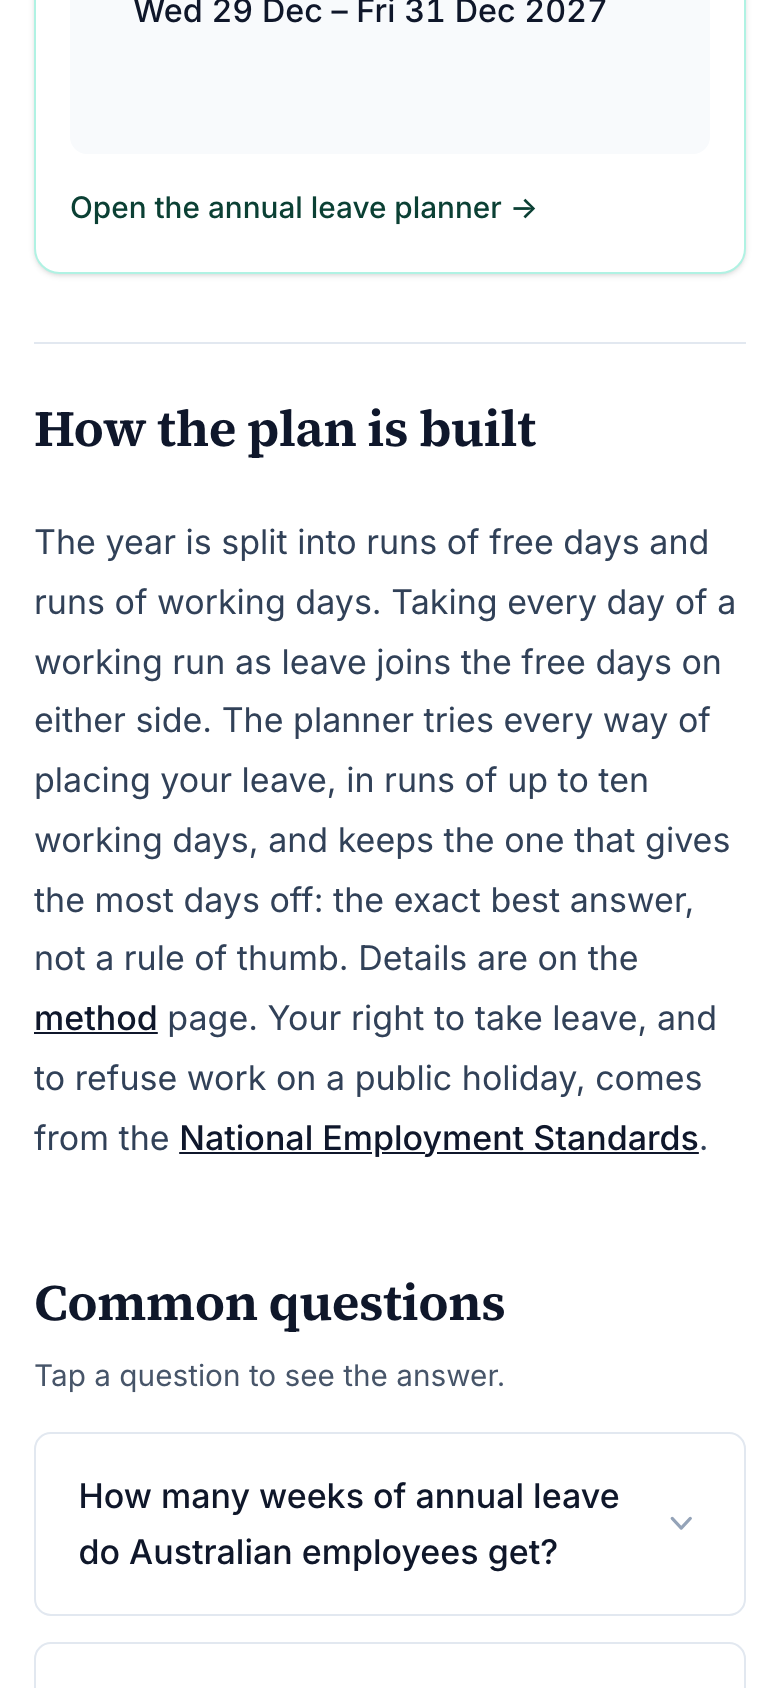 Wed 29 Dec – Fri 31 Dec 2027
Open the annual leave planner →
How the plan is built
The year is split into runs of free days and
runs of working days. Taking every day of a
working run as leave joins the free days on
either side. The planner tries every way of
placing your leave, in runs of up to ten
working days, and keeps the one that gives
the most days off: the exact best answer,
not a rule of thumb. Details are on the
method page. Your right to take leave, and
to refuse work on a public holiday, comes
from the National Employment Standards.
Common questions
Tap a question to see the answer.
How many weeks of annual leave
do Australian employees get?